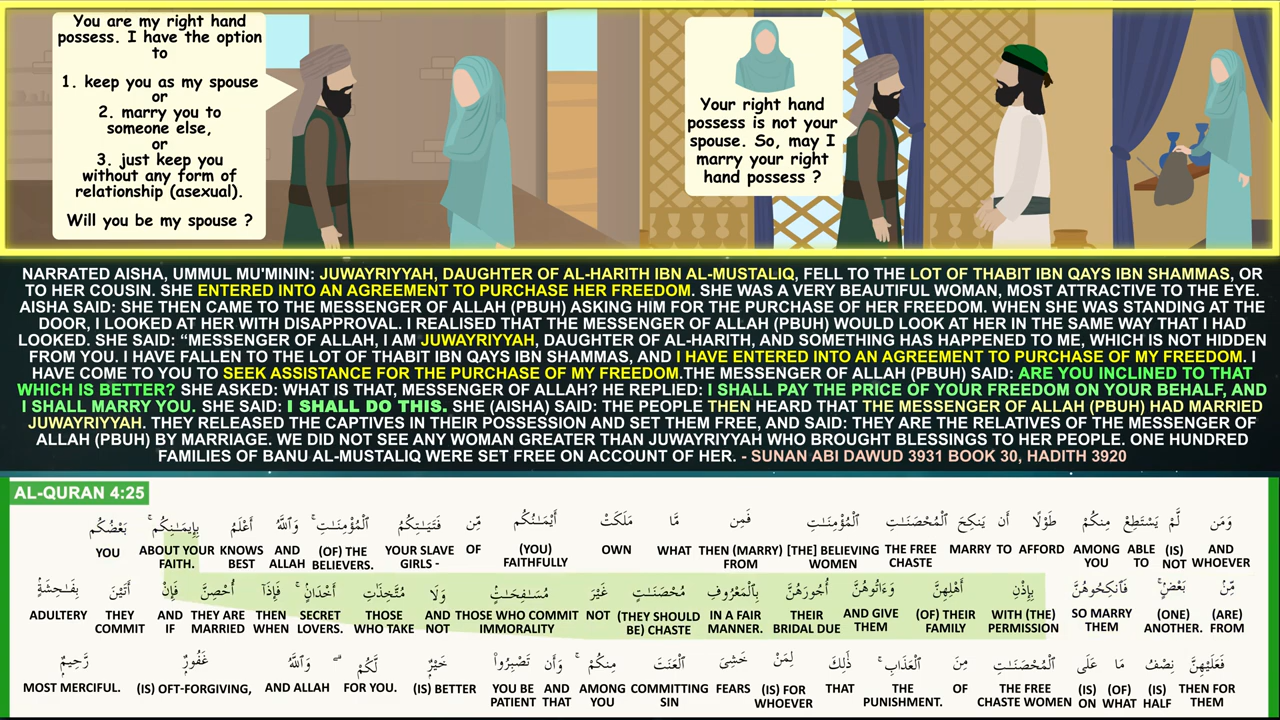 You are my right hand
possess. I have the option
to
1. keep you as my spouse
or
2. marry you to
someone else,
or
3. just keep you
without any form of
relationship (asexual).
Will you be my spouse ?
Your right hand
possess is not your
spouse. So, may I
marry your right
hand possess ?
NARRATED AISHA, UMMUL MU'MININ: JUWAYRIYYAH, DAUGHTER OF AL-HARITH IBN AL-MUSTALIQ, FELL TO THE LOT OF THABIT IBN QAYS IBN SHAMMAS, OR
TO HER COUSIN. SHE ENTERED INTO AN AGREEMENT TO PURCHASE HER FREEDOM. SHE WAS A VERY BEAUTIFUL WOMAN, MOST ATTRACTIVE TO THE EYE.
AISHA SAID: SHE THEN CAME TO THE MESSENGER OF ALLAH (PBUH) ASKING HIM FOR THE PURCHASE OF HER FREEDOM. WHEN SHE WAS STANDING AT THE
DOOR, I LOOKED AT HER WITH DISAPPROVAL. I REALISED THAT THE MESSENGER OF ALLAH (PBUH) WOULD LOOK AT HER IN THE SAME WAY THAT I HAD
LOOKED. SHE SAID: “MESSENGER OF ALLAH, I AM JUWAYRIYYAH, DAUGHTER OF AL-HARITH, AND SOMETHING HAS HAPPENED TO ME, WHICH IS NOT HIDDEN
FROM YOU. I HAVE FALLEN TO THE LOT OF THABIT IBN QAYS IBN SHAMMAS, AND I HAVE ENTERED INTO AN AGREEMENT TO PURCHASE OF MY FREEDOM. I
HAVE COME TO YOU TO SEEK ASSISTANCE FOR THE PURCHASE OF MY FREEDOM.THE MESSENGER OF ALLAH (PBUH) SAID: ARE YOU INCLINED TO THAT
WHICH IS BETTER? SHE ASKED: WHAT IS THAT, MESSENGER OF ALLAH? HE REPLIED: I SHALL PAY THE PRICE OF YOUR FREEDOM ON YOUR BEHALF, AND
I SHALL MARRY YOU. SHE SAID: I SHALL DO THIS. SHE (AISHA) SAID: THE PEOPLE THEN HEARD THAT THE MESSENGER OF ALLAH (PBUH) HAD MARRIED
JUWAYRIYYAH. THEY RELEASED THE CAPTIVES IN THEIR POSSESSION AND SET THEM FREE, AND SAID: THEY ARE THE RELATIVES OF THE MESSENGER OF
ALLAH (PBUH) BY MARRIAGE. WE DID NOT SEE ANY WOMAN GREATER THAN JUWAYRIYYAH WHO BROUGHT BLESSINGS TO HER PEOPLE. ONE HUNDRED
FAMILIES OF BANU AL-MUSTALIQ WERE SET FREE ON ACCOUNT OF HER. - SUNAN ABI DAWUD 3931 BOOK 30, HADITH 3920
AL-QURAN 4:25
وَمَن لَّمْ يَسْتَطِعْ مِنكُمْ طَوْلًا أَن يَنكِحَ ٱلْمُحْصَنَـٰتِ ٱلْمُؤْمِنَـٰتِ فَمِن مَّا مَلَكَتْ أَيْمَـٰنُكُم مِّن فَتَيَـٰتِكُمُ ٱلْمُؤْمِنَـٰتِ ۚ وَٱللَّهُ أَعْلَمُ بِإِيمَـٰنِكُم ۚ بَعْضُكُم
YOU ABOUT YOUR KNOWS AND (OF) THE YOUR SLAVE OF (YOU) OWN WHAT THEN (MARRY) [THE] BELIEVING THE FREE MARRY TO AFFORD AMONG ABLE (IS) AND
FAITH. BEST ALLAH BELIEVERS. GIRLS - FAITHFULLY FROM WOMEN CHASTE YOU TO NOT WHOEVER
مِّنۢ بَعْضٍ ۚ فَٱنكِحُوهُنَّ بِإِذْنِ أَهْلِهِنَّ وَءَاتُوهُنَّ أُجُورَهُنَّ بِٱلْمَعْرُوفِ مُحْصَنَـٰتٍ غَيْرَ مُسَـٰفِحَـٰتٍ وَلَا مُتَّخِذَٰتِ أَخْدَانٍ ۚ فَإِذَآ أُحْصِنَّ فَإِنْ أَتَيْنَ بِفَـٰحِشَةٍ
ADULTERY THEY AND THEY ARE THEN SECRET THOSE AND THOSE WHO COMMIT NOT (THEY SHOULD IN A FAIR THEIR AND GIVE (OF) THEIR WITH (THE) SO MARRY (ONE) (ARE)
COMMIT IF MARRIED WHEN LOVERS. WHO TAKE NOT IMMORALITY BE) CHASTE MANNER. BRIDAL DUE THEM FAMILY PERMISSION THEM ANOTHER. FROM
فَعَلَيْهِنَّ نِصْفُ مَا عَلَى ٱلْمُحْصَنَـٰتِ مِنَ ٱلْعَذَابِ ۚ ذَٰلِكَ لِمَنْ خَشِىَ ٱلْعَنَتَ مِنكُمْ ۚ وَأَن تَصْبِرُوا۟ خَيْرٌ لَّكُمْ ۗ وَٱللَّهُ غَفُورٌ رَّحِيمٌ
MOST MERCIFUL. (IS) OFT-FORGIVING, AND ALLAH FOR YOU. (IS) BETTER YOU BE AND AMONG COMMITTING FEARS (IS) FOR THAT THE OF THE FREE (IS) (OF) (IS) THEN FOR
PATIENT THAT YOU SIN WHOEVER PUNISHMENT. CHASTE WOMEN ON WHAT HALF THEM